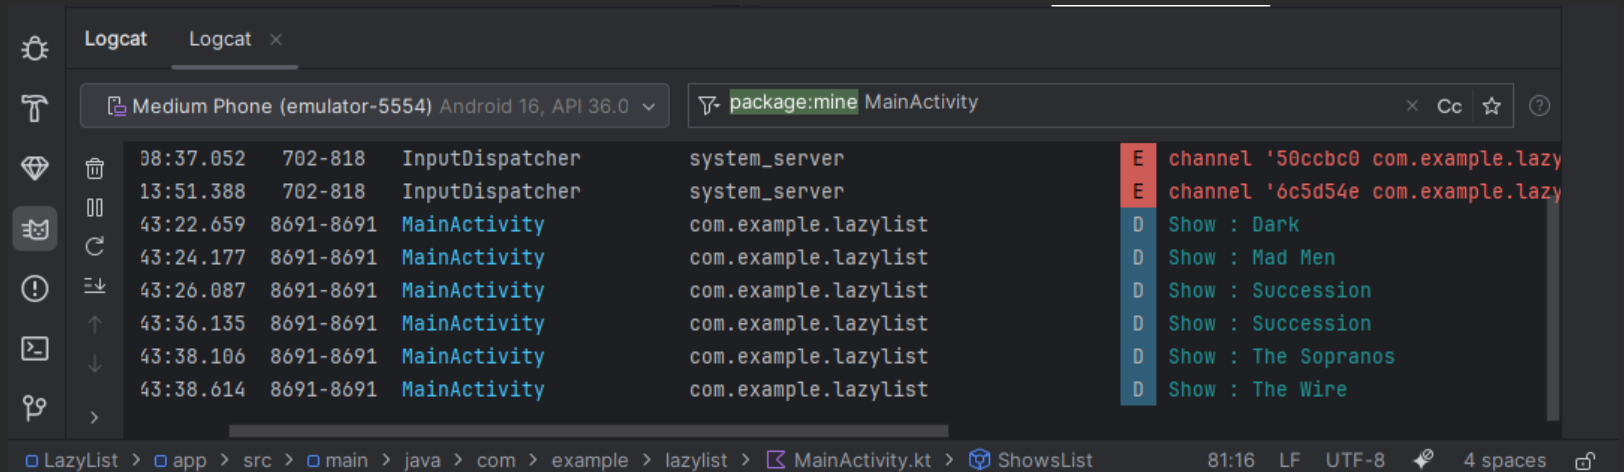 Logcat Logcat ×
Medium Phone (emulator-5554) Android 16, API 36.0 package:mine MainActivity × Cc ?
08:37.052 702-818 InputDispatcher system_server E channel '50ccbc0 com.example.lazy
13:51.388 702-818 InputDispatcher system_server E channel '6c5d54e com.example.lazy
43:22.659 8691-8691 MainActivity com.example.lazylist D Show : Dark
43:24.177 8691-8691 MainActivity com.example.lazylist D Show : Mad Men
43:26.087 8691-8691 MainActivity com.example.lazylist D Show : Succession
43:36.135 8691-8691 MainActivity com.example.lazylist D Show : Succession
43:38.106 8691-8691 MainActivity com.example.lazylist D Show : The Sopranos
43:38.614 8691-8691 MainActivity com.example.lazylist D Show : The Wire
LazyList > app > src > main > java > com > example > lazylist > MainActivity.kt > ShowsList 81:16 LF UTF-8 4 spaces